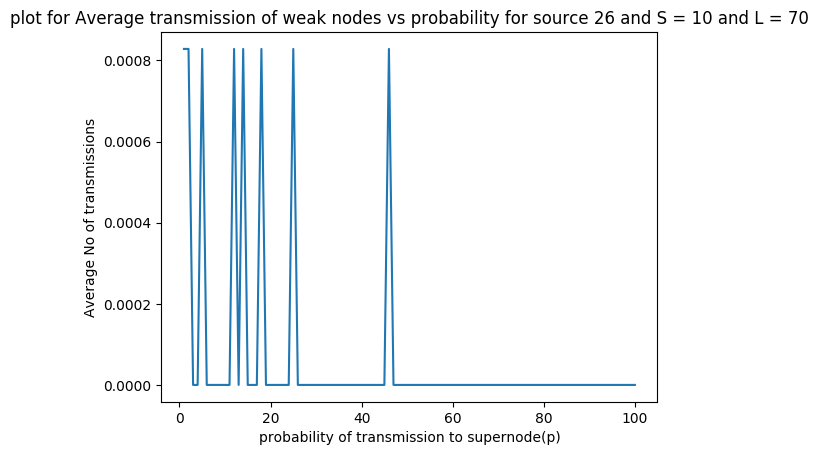 plot for Average transmission of weak nodes vs probability for source 26 and S = 10 and L = 70
Average No of transmissions
0.0008
0.0006
0.0004
0.0002
0.0000
0 20 40 60 80 100
probability of transmission to supernode(p)